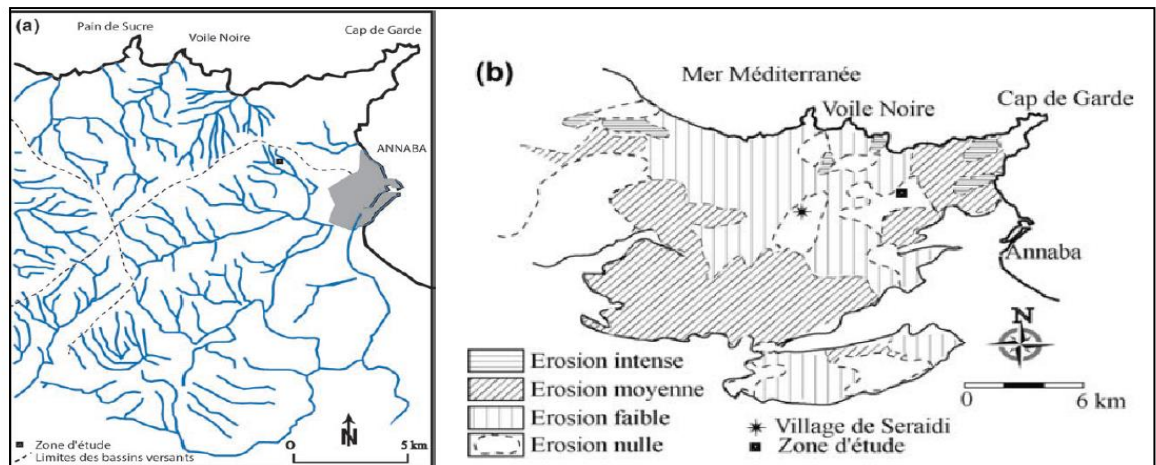 (a)
Pain de Sucre
Voile Noire
Cap de Garde
ANNABA
Zone d'étude
Limites des bassins versants
N
0 5 km
(b)
Mer Méditerranée
Voile Noire
Cap de Garde
Annaba
N
Erosion intense
Erosion moyenne
Erosion faible
Erosion nulle
Village de Seraidi
Zone d'étude
0 6 km